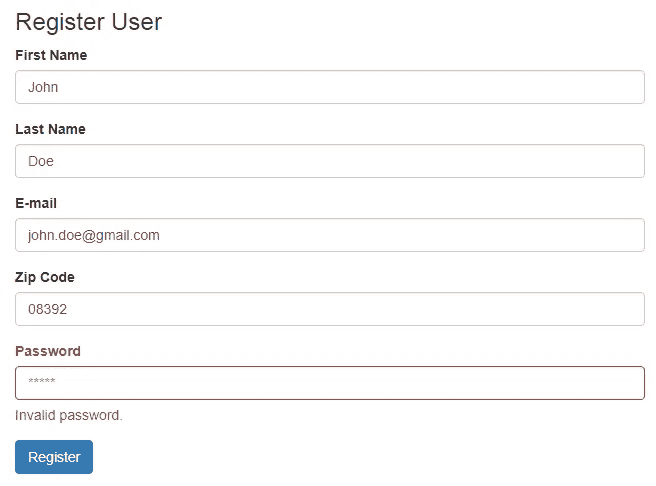 Register User
First Name
John
Last Name
Doe
E-mail
john.doe@gmail.com
Zip Code
08392
Password
*****
Invalid password.
Register